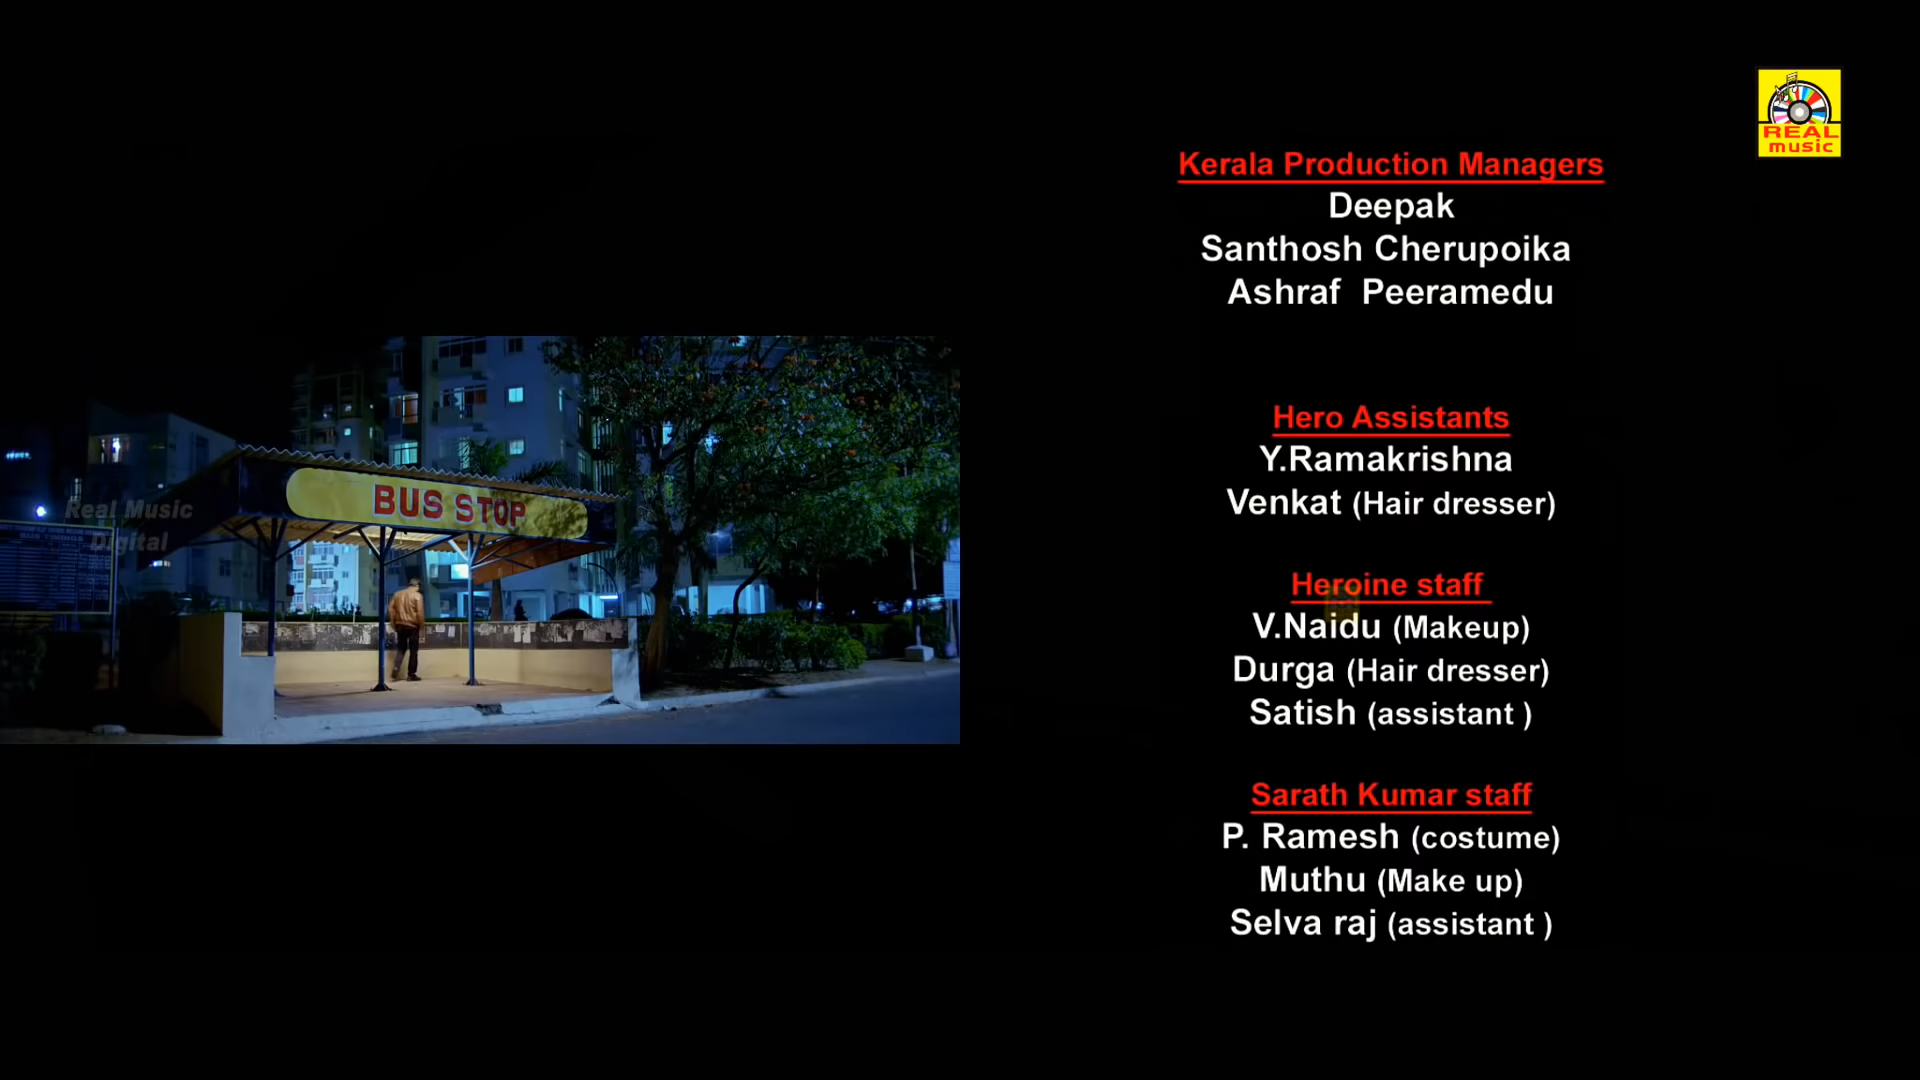 REAL
music
Kerala Production Managers
Deepak
Santhosh Cherupoika
Ashraf Peeramedu
Hero Assistants
Y.Ramakrishna
Venkat (Hair dresser)
Heroine staff
V.Naidu (Makeup)
Durga (Hair dresser)
Satish (assistant )
Sarath Kumar staff
P. Ramesh (costume)
Muthu (Make up)
Selva raj (assistant )
BUS STOP
Real Music
Digital
BUS TIMINGS